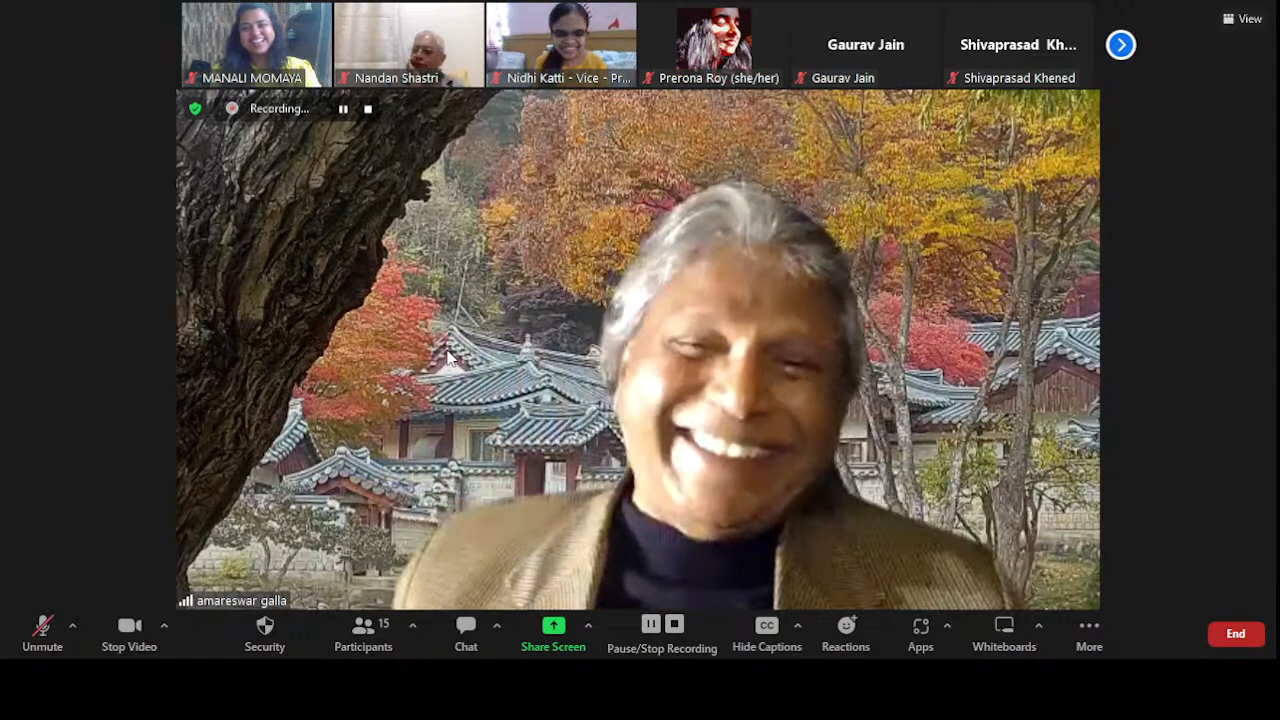 Gaurav Jain
Shivaprasad Kh...
View
MANALI MOMAYA
Nandan Shastri
Nidhi Katti - Vice - Pr...
Prerona Roy (she/her)
Gaurav Jain
Shivaprasad Khened
Recording...
amareswar galla
15
CC
Unmute
Stop Video
Security
Participants
Chat
Share Screen
Pause/Stop Recording
Hide Captions
Reactions
Apps
Whiteboards
More
End